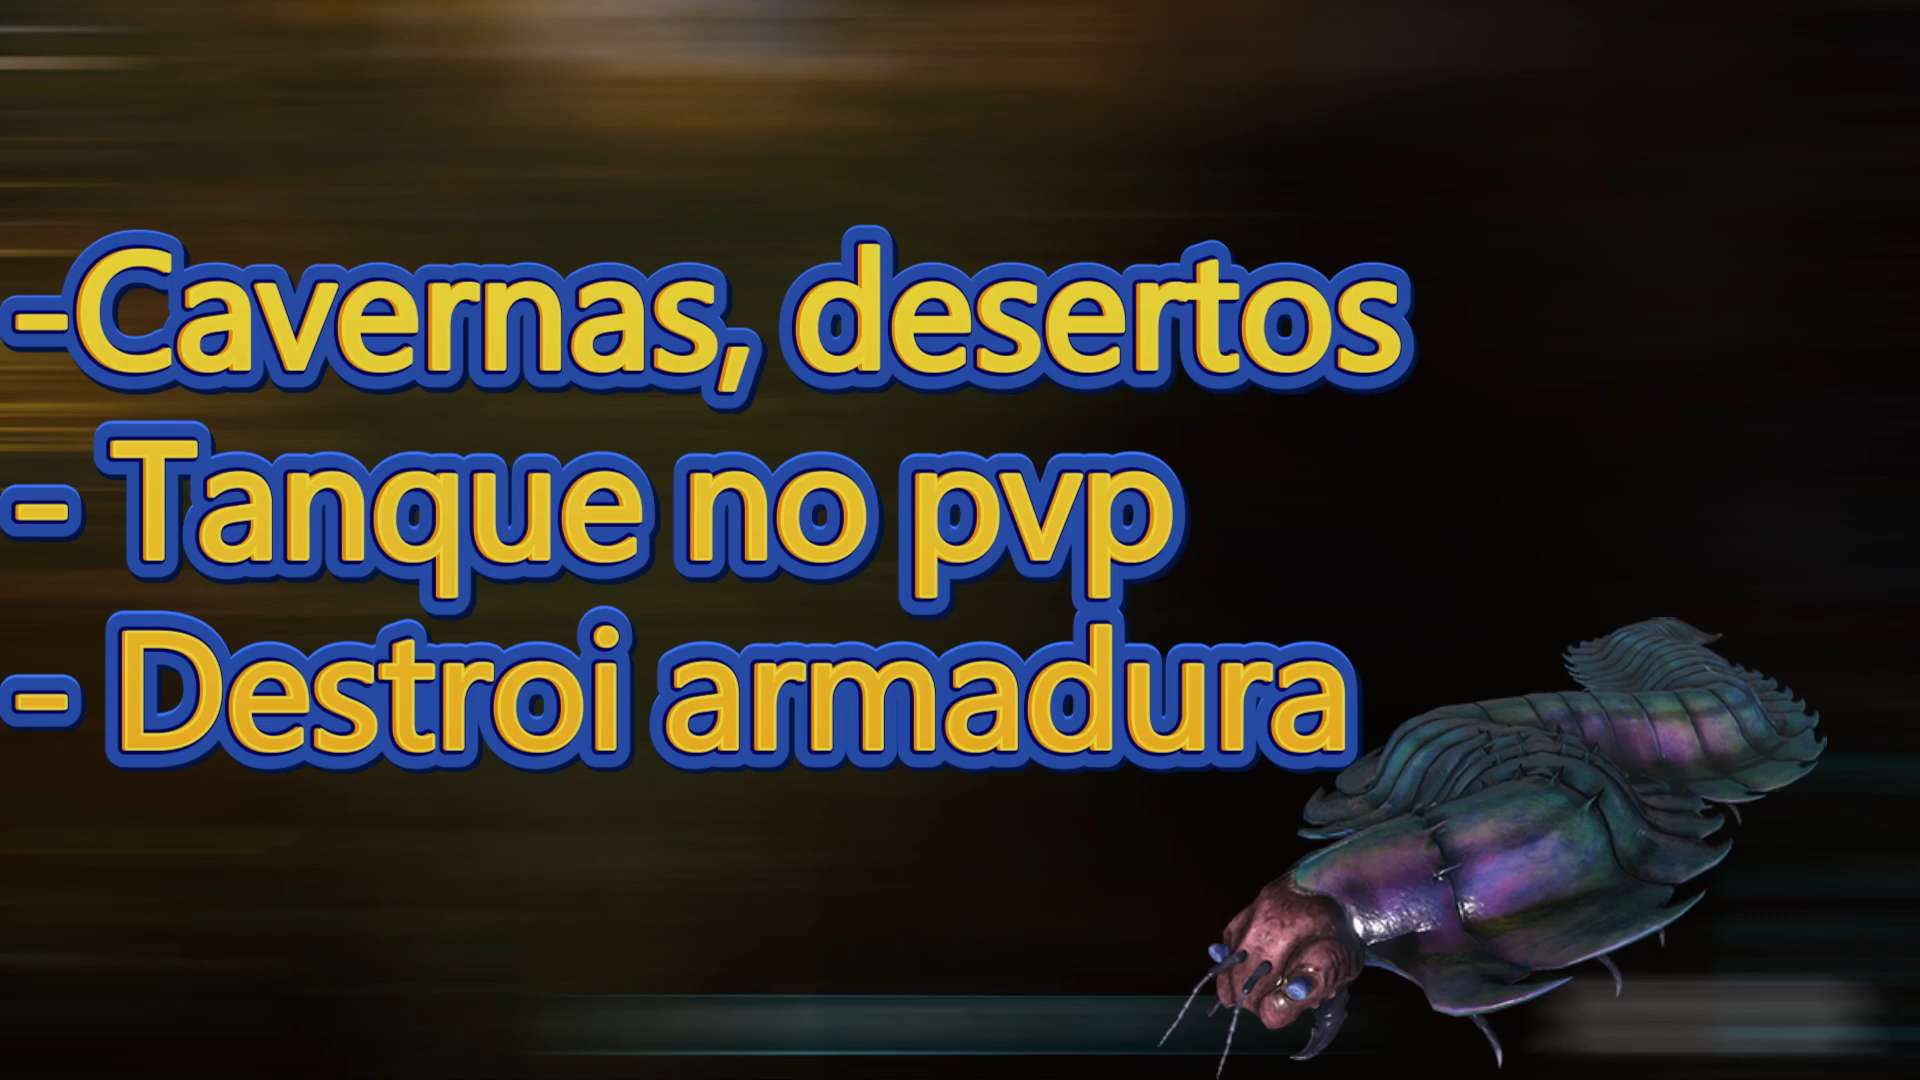 -Cavernas, desertos
- Tanque no pvp
- Destroi armadura